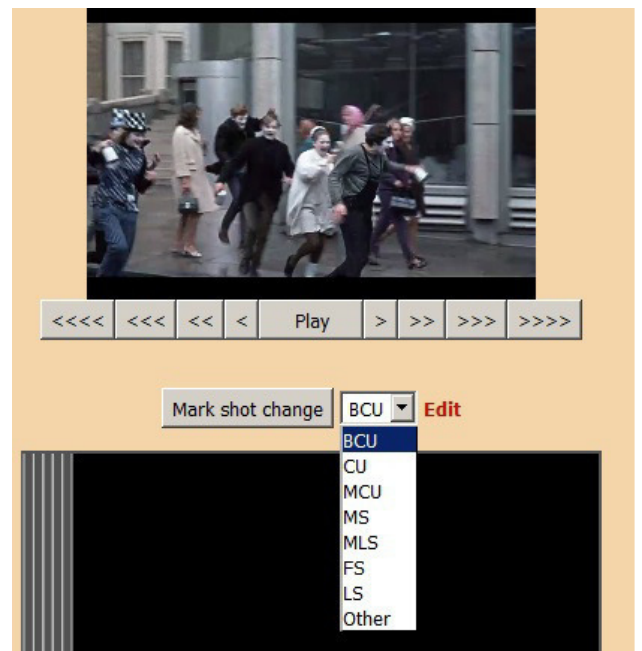 <<<< <<< << < Play > >> >>> >>>>
Mark shot change BCU Edit
BCU
CU
MCU
MS
MLS
FS
LS
Other